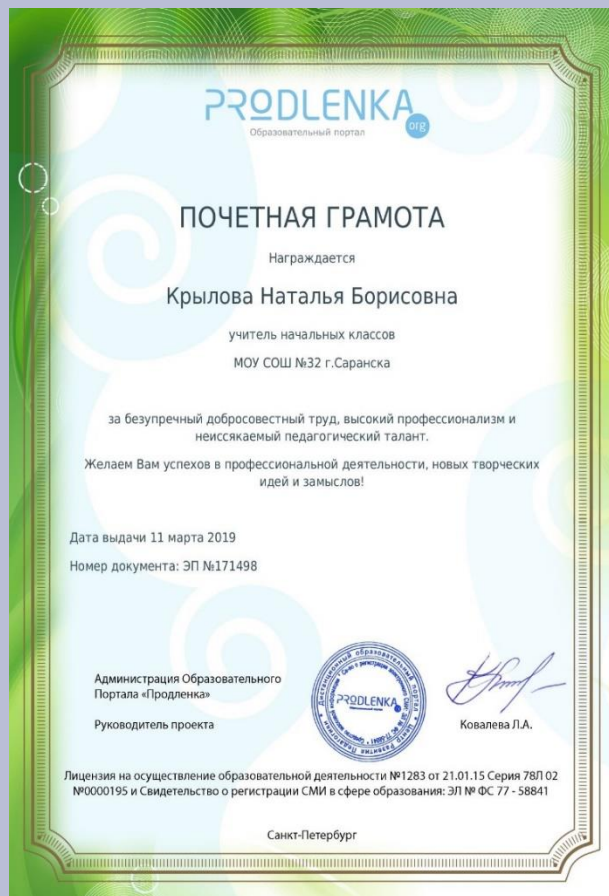 PRODLENKA
.org
Образовательный портал
ПОЧЕТНАЯ ГРАМОТА
Награждается
Крылова Наталья Борисовна
учитель начальных классов
МОУ СОШ №32 г.Саранска
за безупречный добросовестный труд, высокий профессионализм и
неиссякаемый педагогический талант.
Желаем Вам успехов в профессиональной деятельности, новых творческих
идей и замыслов!
Дата выдачи 11 марта 2019
Номер документа: ЭП №171498
Администрация Образовательного
Портала «Продленка»
Руководитель проекта
PRODLENKA
Ковалева Л.А.
Лицензия на осуществление образовательной деятельности №1283 от 21.01.15 Серия 78Л 02
№0000195 и Свидетельство о регистрации СМИ в сфере образования: ЭЛ № ФС 77 - 58841
Санкт-Петербург